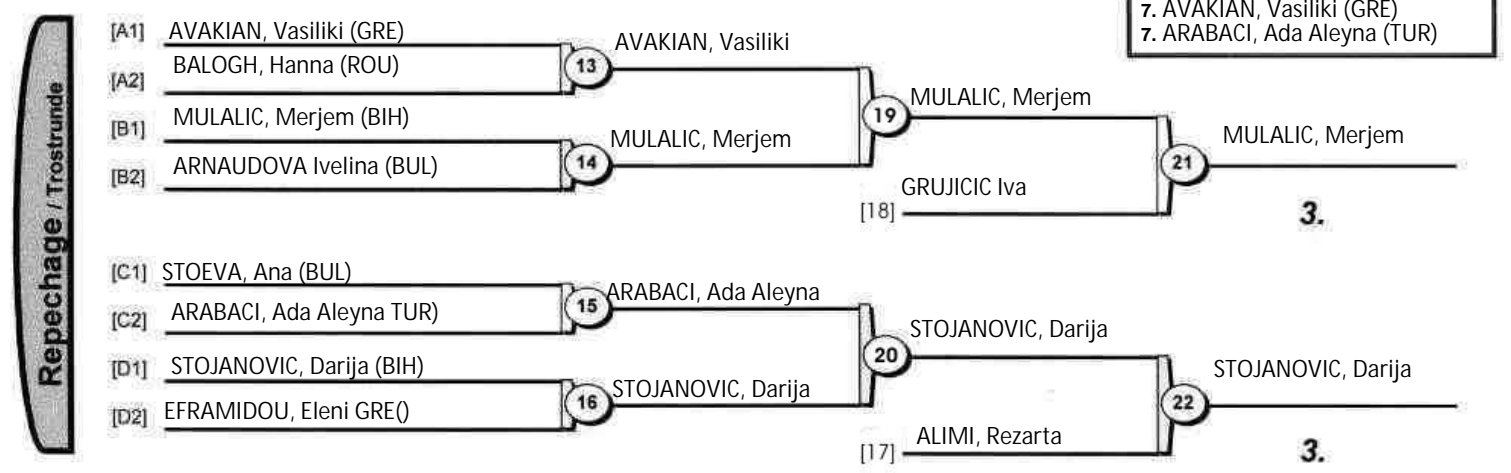 7. AVAKIAN, Vasiliki (GRE)
7. ARABACI, Ada Aleyna (TUR)
Repechage / Trostrunde
[A1] AVAKIAN, Vasiliki (GRE)
[A2] BALOGH, Hanna (ROU)
13
AVAKIAN, Vasiliki
[B1] MULALIC, Merjem (BIH)
[B2] ARNAUDOVA Ivelina (BUL)
14
MULALIC, Merjem
19
MULALIC, Merjem
[18] GRUJICIC Iva
21
MULALIC, Merjem
3.
[C1] STOEVA, Ana (BUL)
[C2] ARABACI, Ada Aleyna TUR)
15
ARABACI, Ada Aleyna
[D1] STOJANOVIC, Darija (BIH)
[D2] EFRAMIDOU, Eleni GRE()
16
STOJANOVIC, Darija
20
STOJANOVIC, Darija
[17] ALIMI, Rezarta
22
STOJANOVIC, Darija
3.